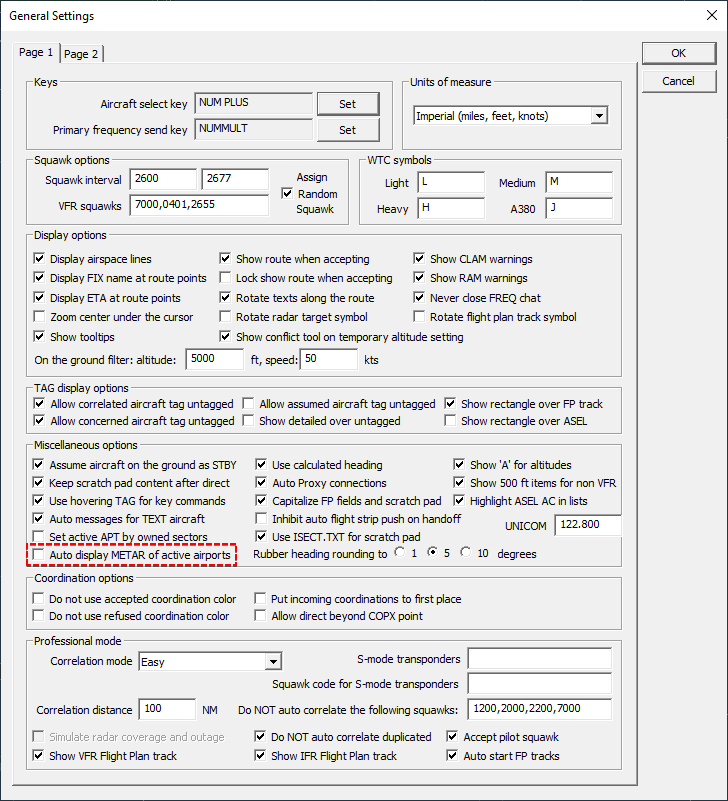 General Settings
Page 1 Page 2
OK
Cancel
Keys
Aircraft select key NUM PLUS Set
Primary frequency send key NUMMULT Set
Units of measure
Imperial (miles, feet, knots)
Squawk options
Squawk interval 2600 2677
VFR squawks 7000,0401,2655
Assign
Random
Squawk
WTC symbols
Light L Medium M
Heavy H A380 J
Display options
Display airspace lines Show route when accepting Show CLAM warnings
Display FIX name at route points Lock show route when accepting Show RAM warnings
Display ETA at route points Rotate texts along the route Never close FREQ chat
Zoom center under the cursor Rotate radar target symbol Rotate flight plan track symbol
Show tooltips Show conflict tool on temporary altitude setting
On the ground filter: altitude: 5000 ft, speed: 50 kts
TAG display options
Allow correlated aircraft tag untagged Allow assumed aircraft tag untagged Show rectangle over FP track
Allow concerned aircraft tag untagged Show detailed over untagged Show rectangle over ASEL
Miscellaneous options
Assume aircraft on the ground as STBY Use calculated heading Show 'A' for altitudes
Keep scratch pad content after direct Auto Proxy connections Show 500 ft items for non VFR
Use hovering TAG for key commands Capitalize FP fields and scratch pad Highlight ASEL AC in lists
Auto messages for TEXT aircraft Inhibit auto flight strip push on handoff UNICOM 122.800
Set active APT by owned sectors Use ISECT.TXT for scratch pad
Auto display METAR of active airports Rubber heading rounding to 1 5 10 degrees
Coordination options
Do not use accepted coordination color Put incoming coordinations to first place
Do not use refused coordination color Allow direct beyond COPX point
Professional mode
Correlation mode Easy S-mode transponders
Squawk code for S-mode transponders
Correlation distance 100 NM Do NOT auto correlate the following squawks: 1200,2000,2200,7000
Simulate radar coverage and outage Do NOT auto correlate duplicated Accept pilot squawk
Show VFR Flight Plan track Show IFR Flight Plan track Auto start FP tracks